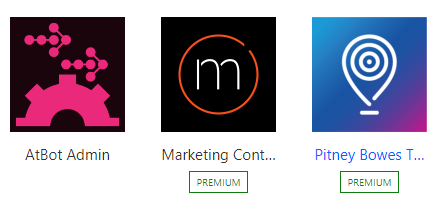 m
AtBot Admin
Marketing Cont...
Pitney Bowes T...
PREMIUM
PREMIUM